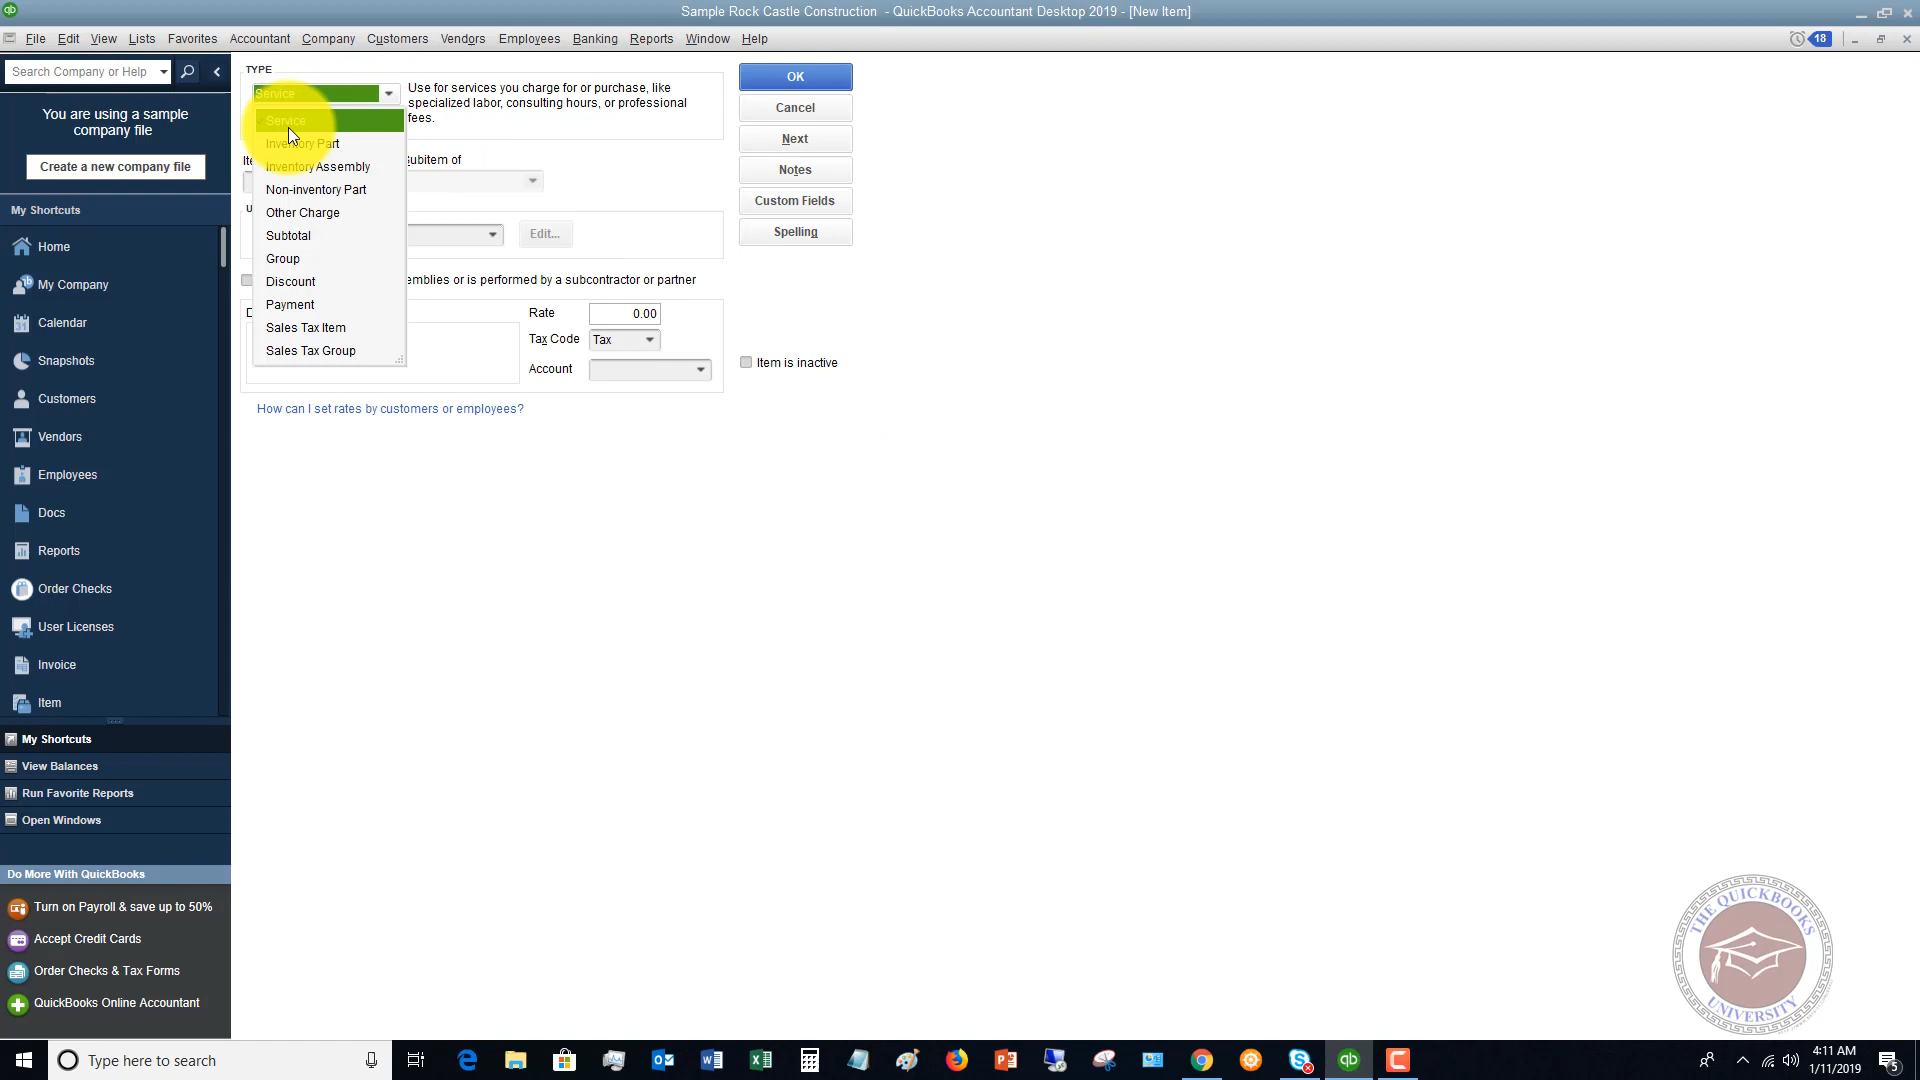 Sample Rock Castle Construction - QuickBooks Accountant Desktop 2019 - [New Item]
File Edit View Lists Favorites Accountant Company Customers Vendors Employees Banking Reports Window Help
18
Search Company or Help
You are using a sample
company file
Create a new company file
My Shortcuts
Home
My Company
Calendar
Snapshots
Customers
Vendors
Employees
Docs
Reports
Order Checks
User Licenses
Invoice
Item
My Shortcuts
View Balances
Run Favorite Reports
Open Windows
Do More With QuickBooks
Turn on Payroll & save up to 50%
Accept Credit Cards
Order Checks & Tax Forms
QuickBooks Online Accountant
TYPE
Service
Use for services you charge for or purchase, like
specialized labor, consulting hours, or professional
fees.
Service
Inventory Part
Inventory Assembly
Non-inventory Part
Other Charge
Subtotal
Group
Discount
Payment
Sales Tax Item
Sales Tax Group
Subitem of
Edit...
or is performed by a subcontractor or partner
Rate 0.00
Tax Code Tax
Account
How can I set rates by customers or employees?
OK
Cancel
Next
Notes
Custom Fields
Spelling
Item is inactive
THE QUICKBOOKS
UNIVERSITY
Type here to search
4:11 AM
1/11/2019
5